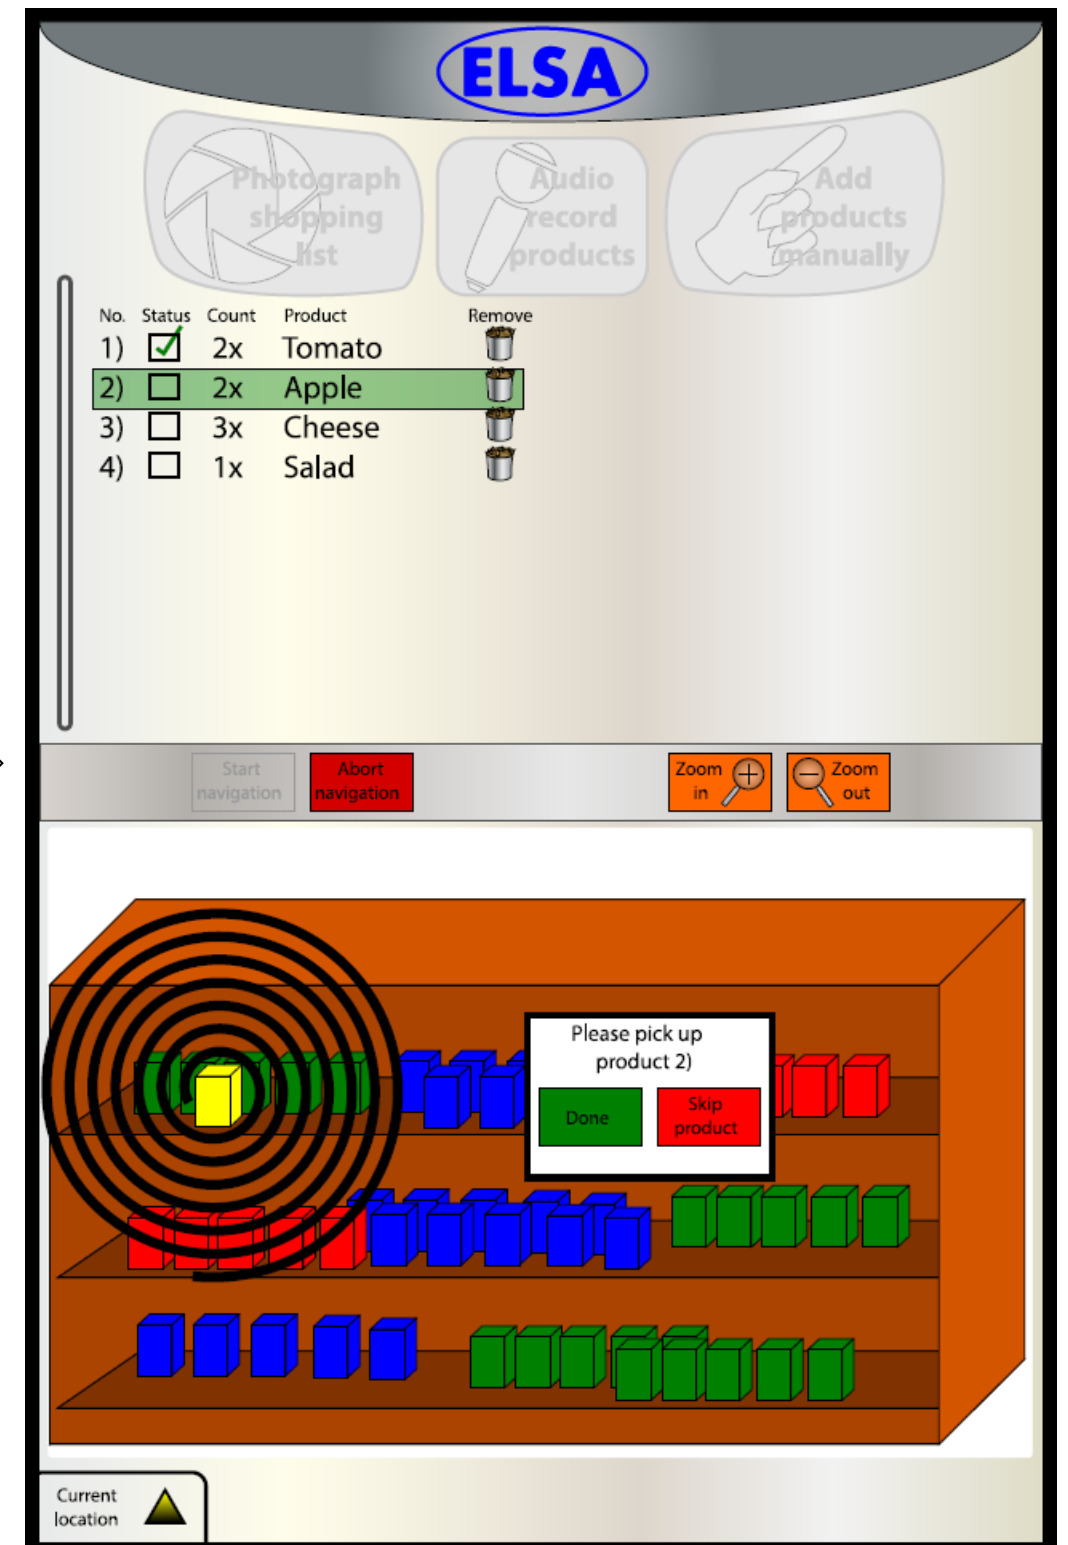 ELSA
Photograph
shopping
list
Audio
record
products
Add
products
manually
No. Status Count Product Remove
1) 2x Tomato
2) 2x Apple
3) 3x Cheese
4) 1x Salad
Start
navigation
Abort
navigation
Zoom
in
Zoom
out
Please pick up
product 2)
Done
Skip
product
Current
location